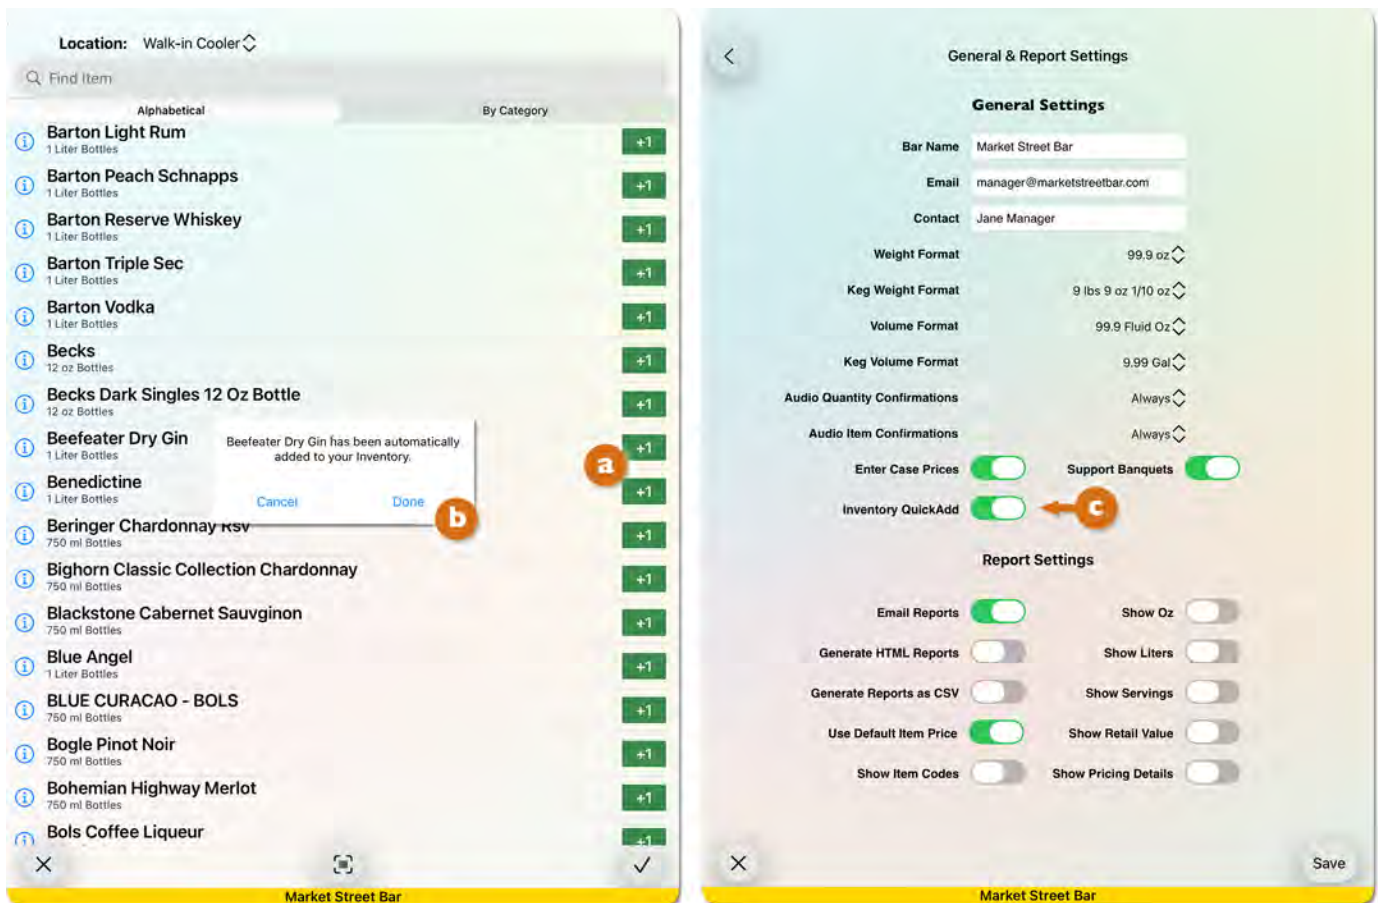 Location: Walk-in Cooler
Find Item
Alphabetical By Category
Barton Light Rum
1 Liter Bottles
+1
Barton Peach Schnapps
1 Liter Bottles
+1
Barton Reserve Whiskey
1 Liter Bottles
+1
Barton Triple Sec
1 Liter Bottles
+1
Barton Vodka
1 Liter Bottles
+1
Becks
12 oz Bottles
+1
Becks Dark Singles 12 Oz Bottle
12 oz Bottles
+1
Beefeater Dry Gin
1 Liter Bottles
+1
a
Beefeater Dry Gin has been automatically
added to your Inventory.
Cancel Done
b
Benedictine
1 Liter Bottles
+1
Beringer Chardonnay Rsv
750 ml Bottles
+1
Bighorn Classic Collection Chardonnay
750 ml Bottles
+1
Blackstone Cabernet Sauvginon
750 ml Bottles
+1
Blue Angel
1 Liter Bottles
+1
BLUE CURACAO - BOLS
750 ml Bottles
+1
Bogle Pinot Noir
750 ml Bottles
+1
Bohemian Highway Merlot
750 ml Bottles
+1
Bols Coffee Liqueur
+1
Market Street Bar
General & Report Settings
General Settings
Bar Name Market Street Bar
Email manager@marketstreetbar.com
Contact Jane Manager
Weight Format 99.9 oz
Keg Weight Format 9 lbs 9 oz 1/10 oz
Volume Format 99.9 Fluid Oz
Keg Volume Format 9.99 Gal
Audio Quantity Confirmations Always
Audio Item Confirmations Always
Enter Case Prices Support Banquets
Inventory QuickAdd
c
Report Settings
Email Reports Show Oz
Generate HTML Reports Show Liters
Generate Reports as CSV Show Servings
Use Default Item Price Show Retail Value
Show Item Codes Show Pricing Details
Save
Market Street Bar